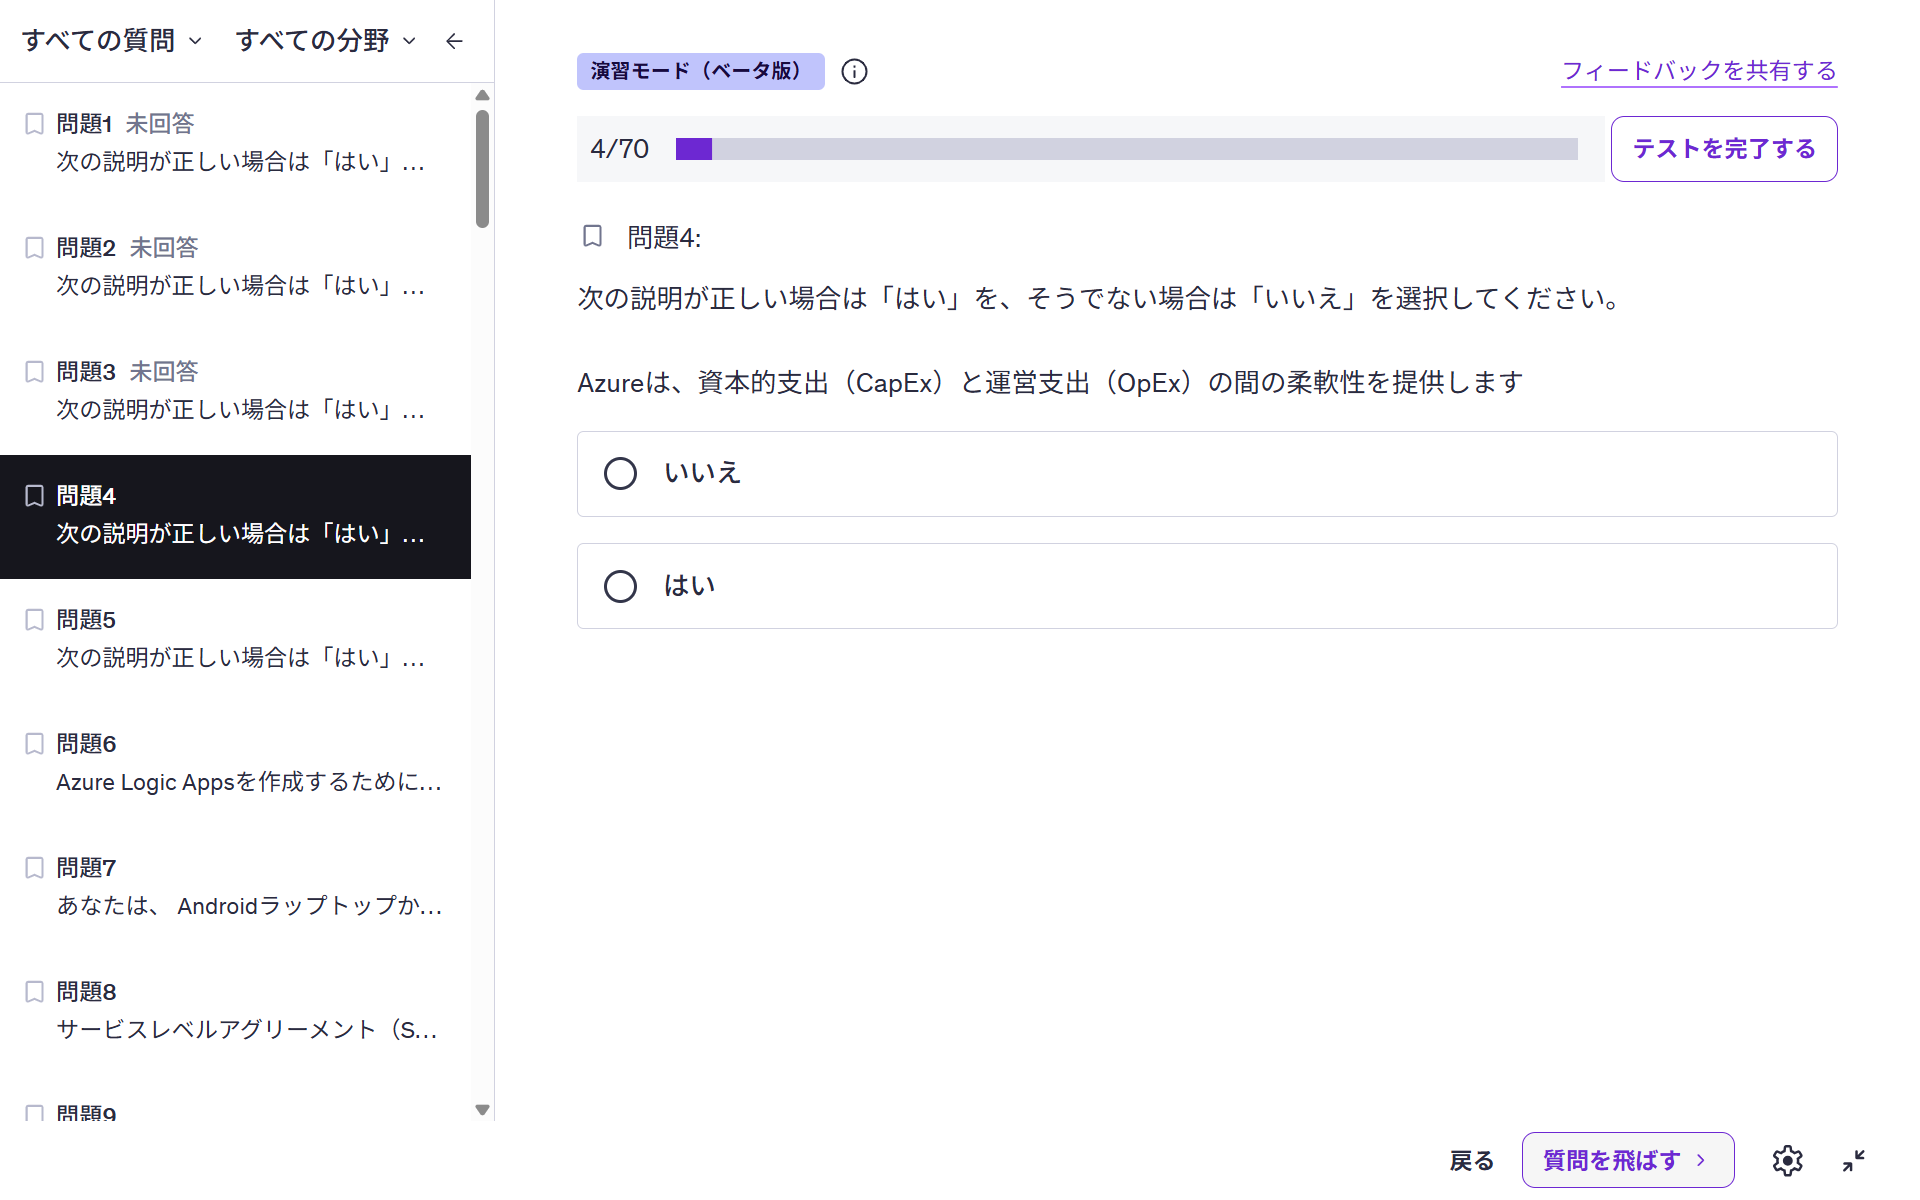 すべての質問 すべての分野
問題1 未回答
次の説明が正しい場合は「はい」...
問題2 未回答
次の説明が正しい場合は「はい」...
問題3 未回答
次の説明が正しい場合は「はい」...
問題4
次の説明が正しい場合は「はい」...
問題5
次の説明が正しい場合は「はい」...
問題6
Azure Logic Appsを作成するために...
問題7
あなたは、 Androidラップトップか...
問題8
サービスレベルアグリーメント（S...
問題9
演習モード（ベータ版）
フィードバックを共有する
4/70
テストを完了する
問題4:
次の説明が正しい場合は「はい」を、そうでない場合は「いいえ」を選択してください。
Azureは、資本的支出（CapEx）と運営支出（OpEx）の間の柔軟性を提供します
いいえ
はい
戻る
質問を飛ばす